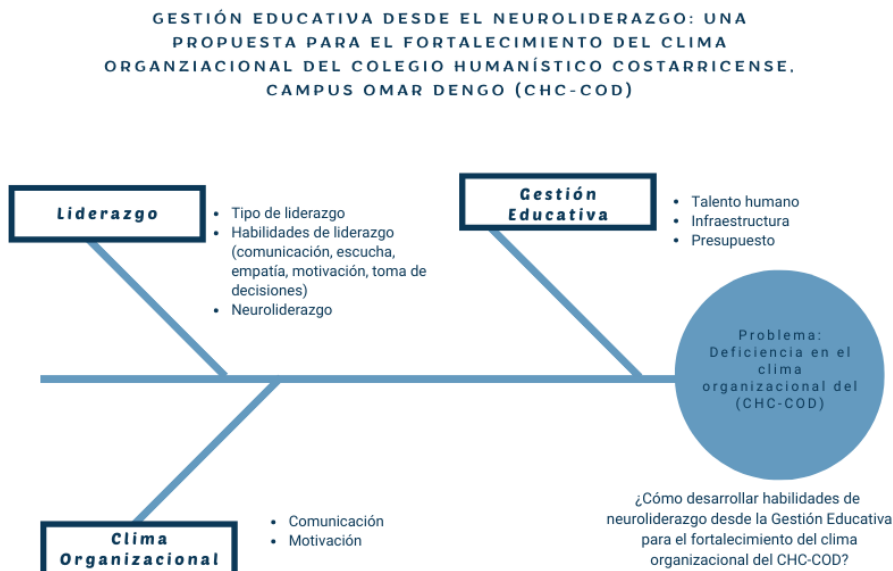 GESTIÓN EDUCATIVA DESDE EL NEUROLIDERAZGO: UNA
PROPUESTA PARA EL FORTALECIMIENTO DEL CLIMA
ORGANZIACIONAL DEL COLEGIO HUMANÍSTICO COSTARRICENSE,
CAMPUS OMAR DENGO (CHC-COD)
Liderazgo
• Tipo de liderazgo
• Habilidades de liderazgo
(comunicación, escucha,
empatía, motivación, toma de
decisiones)
• Neuroliderazgo
Gestión
Educativa
• Talento humano
• Infraestructura
• Presupuesto
Problema:
Deficiencia en el
clima
organizacional del
(CHC-COD)
Clima
Organizacional
• Comunicación
• Motivación
¿Cómo desarrollar habilidades de
neuroliderazgo desde la Gestión Educativa
para el fortalecimiento del clima
organizacional del CHC-COD?